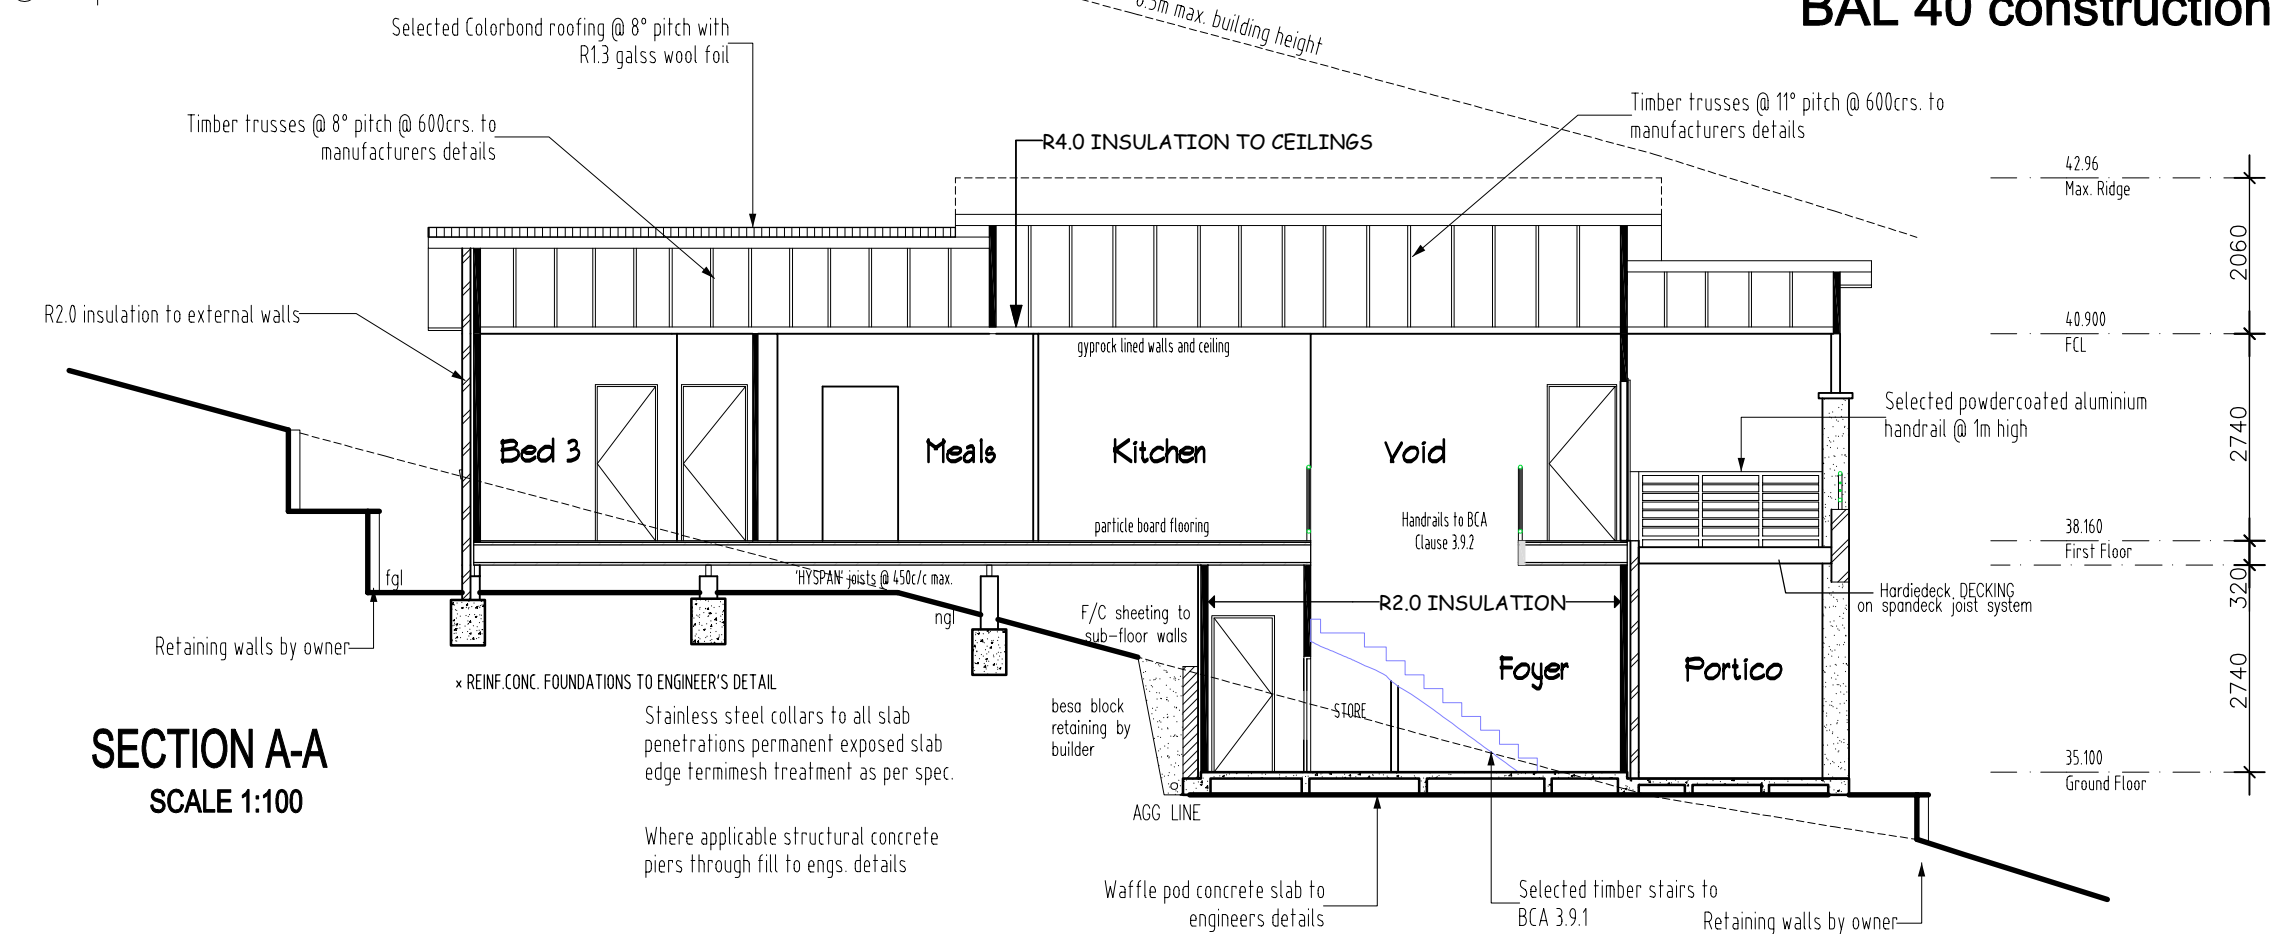 BAL 40 construction
max. building height
Selected Colorbond roofing @ 8° pitch with
R1.3 galss wool foil
Timber trusses @ 8° pitch @ 600crs. to
manufacturers details
R4.0 INSULATION TO CEILINGS
Timber trusses @ 11° pitch @ 600crs. to
manufacturers details
42.96
Max. Ridge
2060
R2.0 insulation to external walls
40.900
FCL
gyprock lined walls and ceiling
Selected powdercoated aluminium
handrail @ 1m high
2740
Bed 3
Meals
Kitchen
Void
particle board flooring
Handrails to BCA
Clause 3.9.2
38.160
First Floor
320
fgl
'HYSPAN' joists @ 450c/c max.
ngl
F/C sheeting to
sub-floor walls
R2.0 INSULATION
Hardiedeck DECKING
on spandeck joist system
Retaining walls by owner
× REINF.CONC. FOUNDATIONS TO ENGINEER'S DETAIL
Foyer
Portico
2740
STORE
besa block
retaining by
builder
Stainless steel collars to all slab
penetrations permanent exposed slab
edge termimesh treatment as per spec.
SECTION A-A
SCALE 1:100
35.100
Ground Floor
AGG LINE
Where applicable structural concrete
piers through fill to engs. details
Waffle pod concrete slab to
engineers details
Selected timber stairs to
BCA 3.9.1
Retaining walls by owner